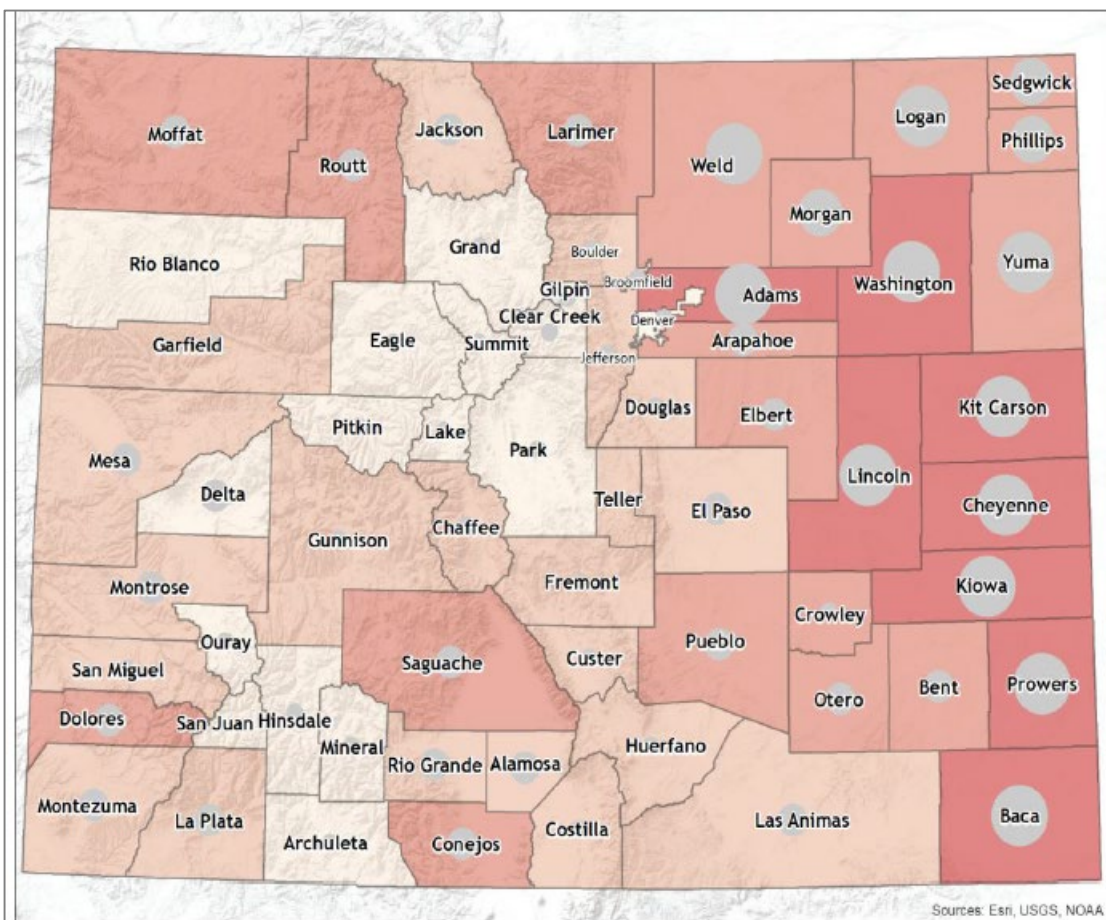 Sedgwick
Logan
Moffat
Jackson
Larimer
Phillips
Routt
Weld
Morgan
Grand
Boulder
Rio Blanco
Yuma
Gilpin
Broomfield
Washington
Adams
Clear Creek
Denver
Eagle
Summit
Garfield
Arapahoe
Jefferson
Douglas
Elbert
Kit Carson
Pitkin
Lake
Park
Mesa
Lincoln
Delta
Teller
El Paso
Cheyenne
Chaffee
Gunnison
Fremont
Montrose
Kiowa
Crowley
Ouray
Pueblo
Custer
Saguache
San Miguel
Bent
Prowers
Otero
Dolores
San Juan
Hinsdale
Mineral
Huerfano
Rio Grande
Alamosa
Montezuma
La Plata
Baca
Las Animas
Costilla
Archuleta
Conejos
Sources: Esri, USGS, NOAA